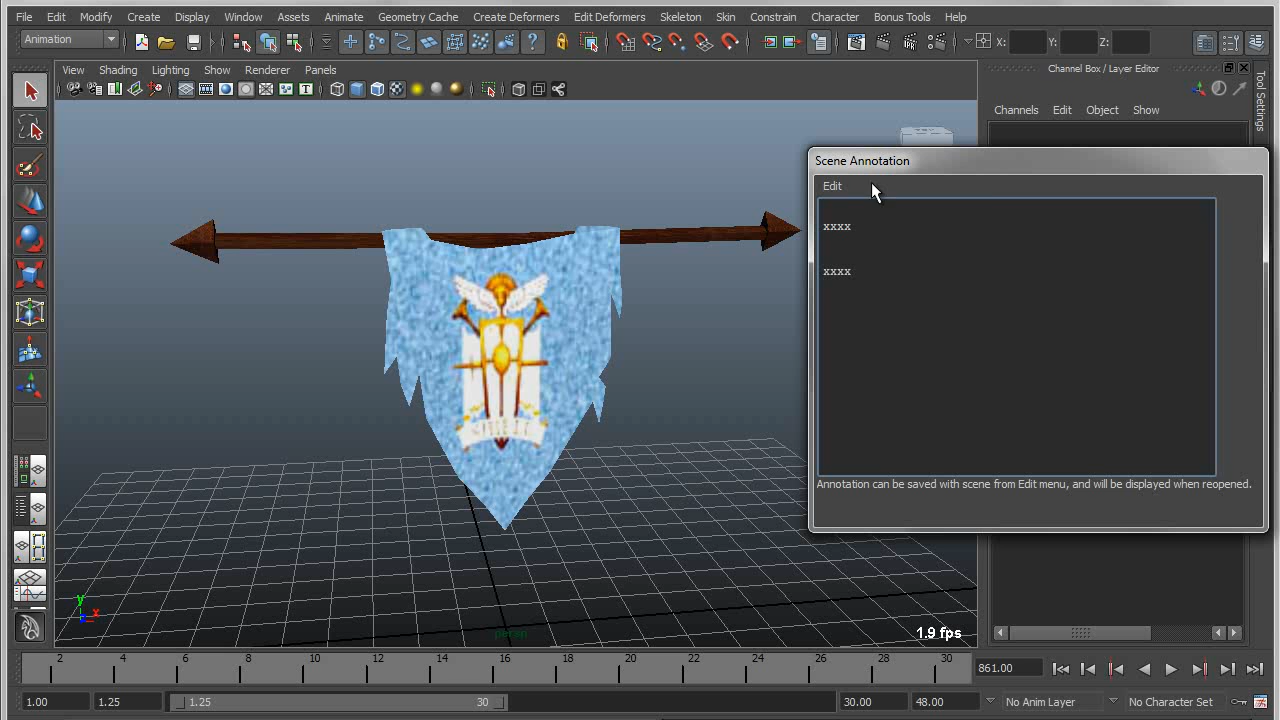 File Edit Modify Create Display Window Assets Animate Geometry Cache Create Deformers Edit Deformers Skeleton Skin Constrain Character Bonus Tools Help
Animation X: Y: Z:
View Shading Lighting Show Renderer Panels
Channel Box / Layer Editor
Channels Edit Object Show
Tool Settings
Scene Annotation
Edit
xxxx
xxxx
Annotation can be saved with scene from Edit menu, and will be displayed when reopened.
y
x
persp
1.9 fps
2 4 6 8 10 12 14 16 18 20 22 24 26 28 30
861.00
1.00 1.25 1.25 30 30.00 48.00 No Anim Layer No Character Set